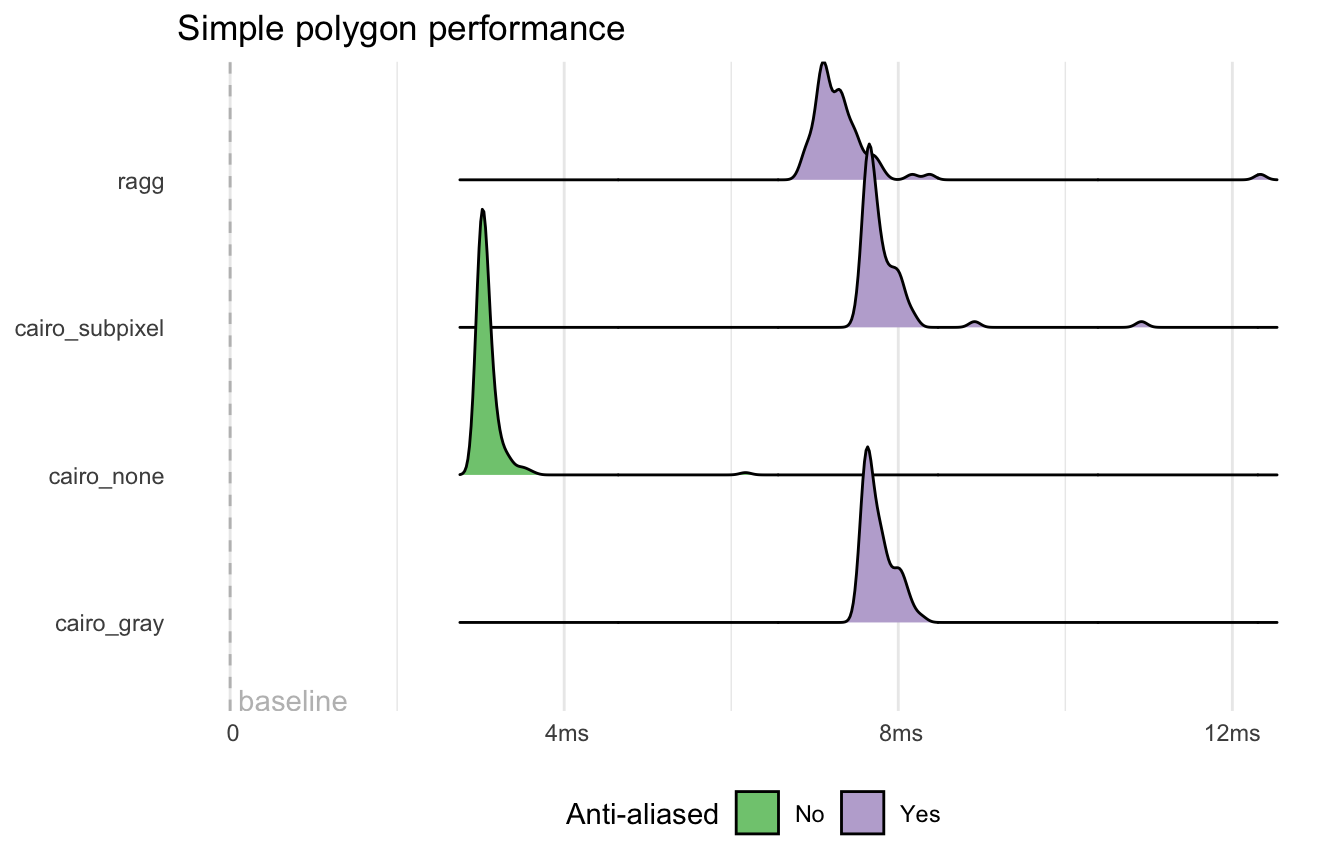 Simple polygon performance
ragg
cairo_subpixel
cairo_none
cairo_gray
baseline
0 4ms 8ms 12ms
Anti-aliased No Yes